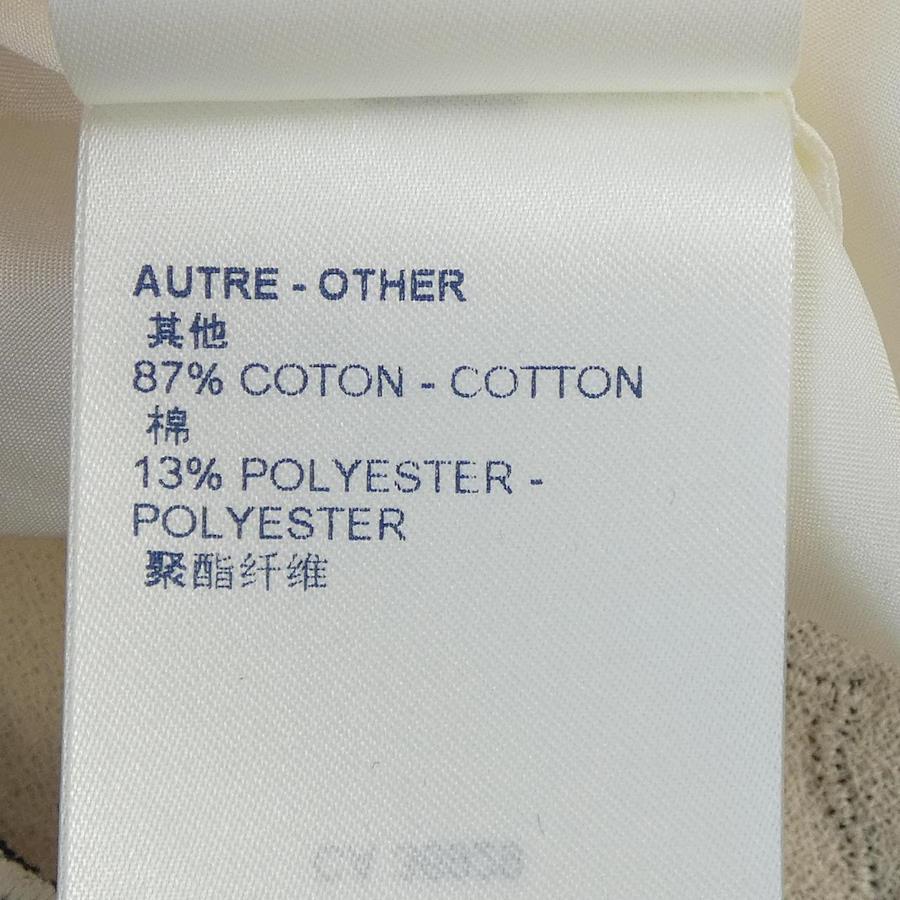 AUTRE - OTHER
其他
87% COTON - COTTON
棉
13% POLYESTER -
POLYESTER
聚酯纤维